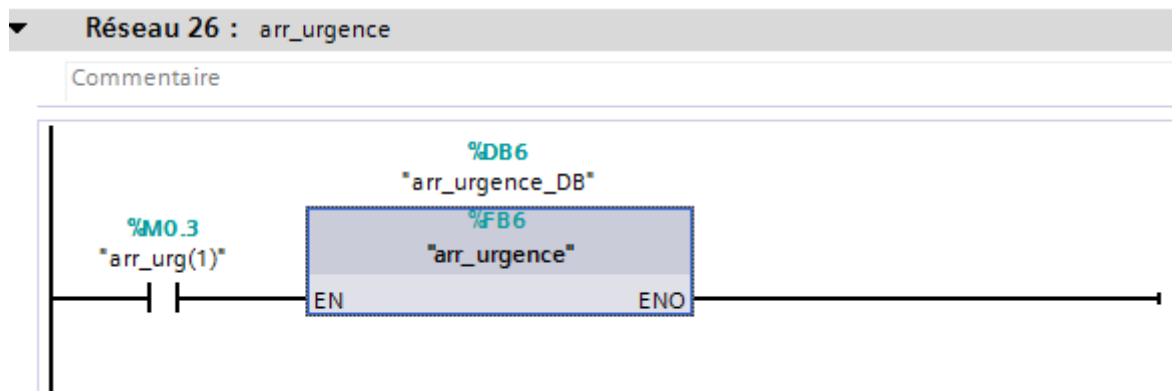 Réseau 26 : arr_urgence
Commentaire
%DB6
"arr_urgence_DB"
%M0.3
"arr_urg(1)"
%FB6
"arr_urgence"
EN ENO